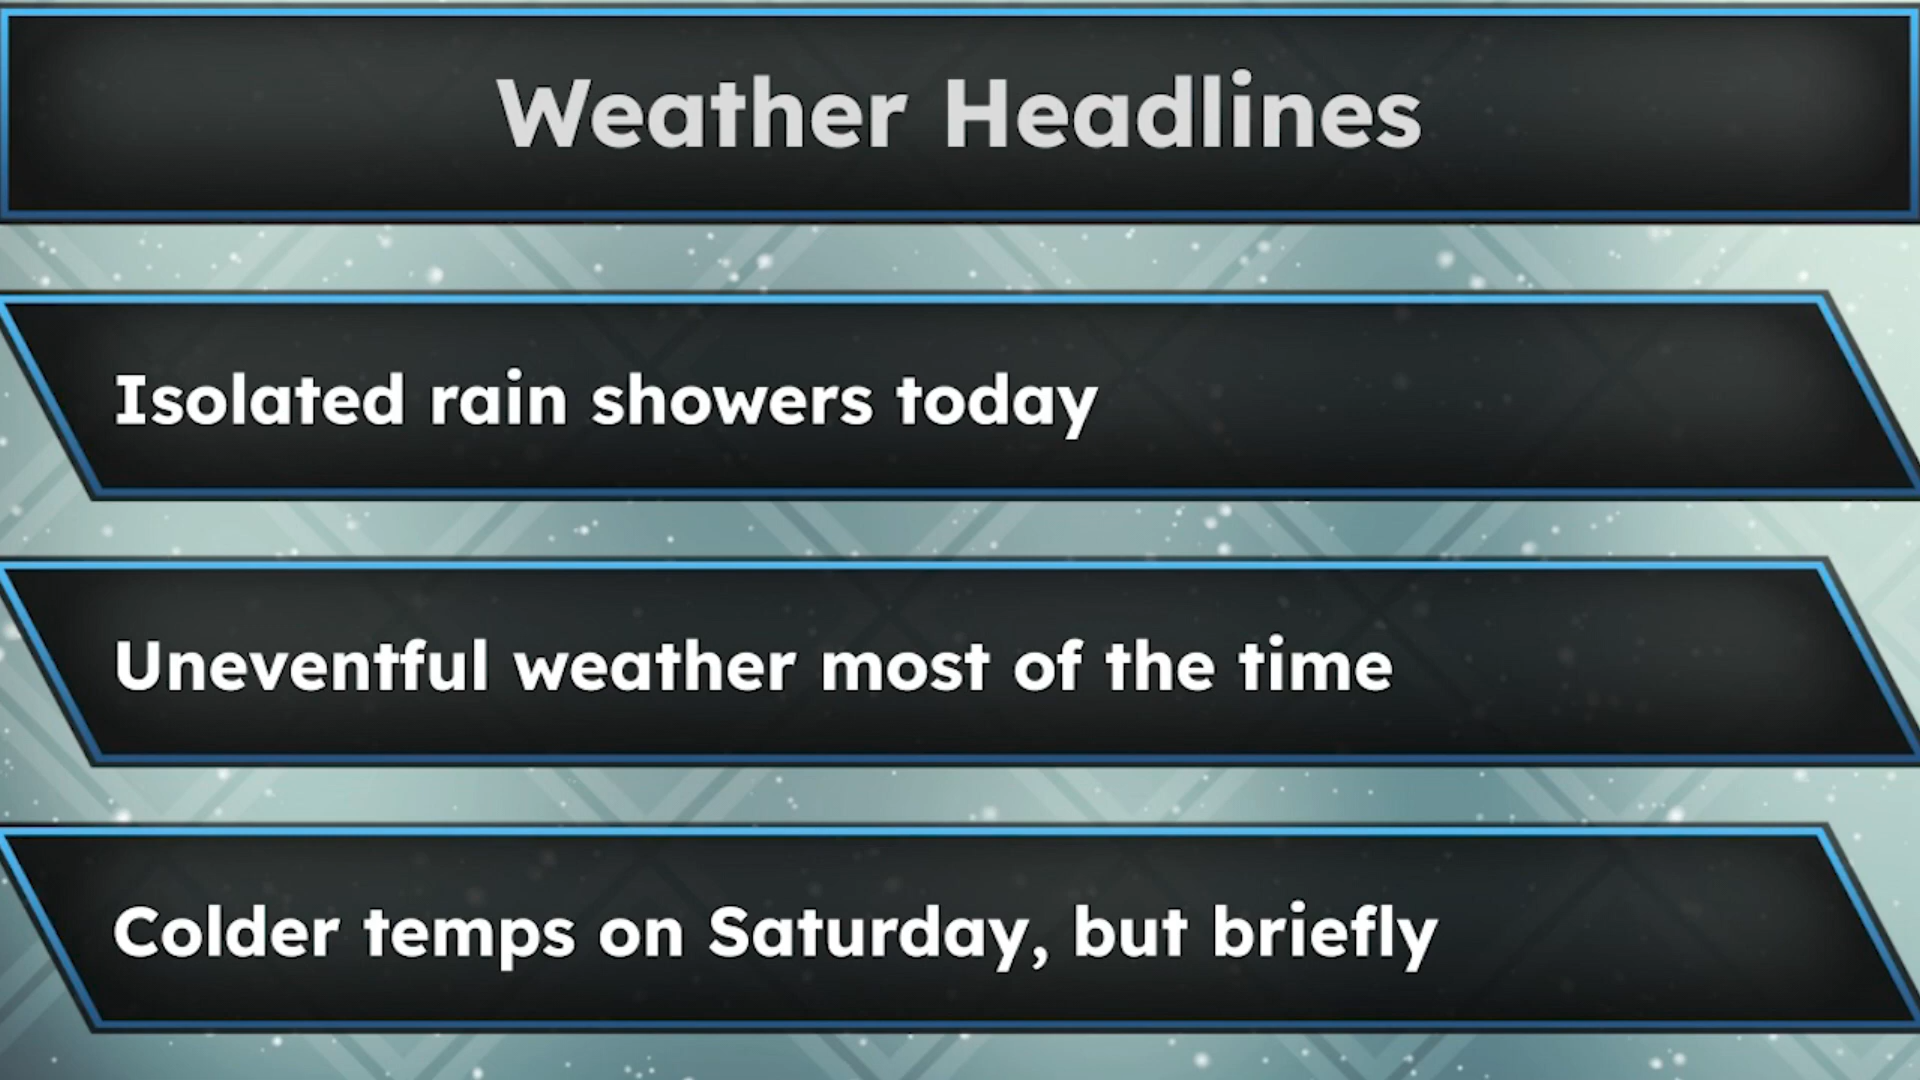 Weather Headlines
Isolated rain showers today
Uneventful weather most of the time
Colder temps on Saturday, but briefly